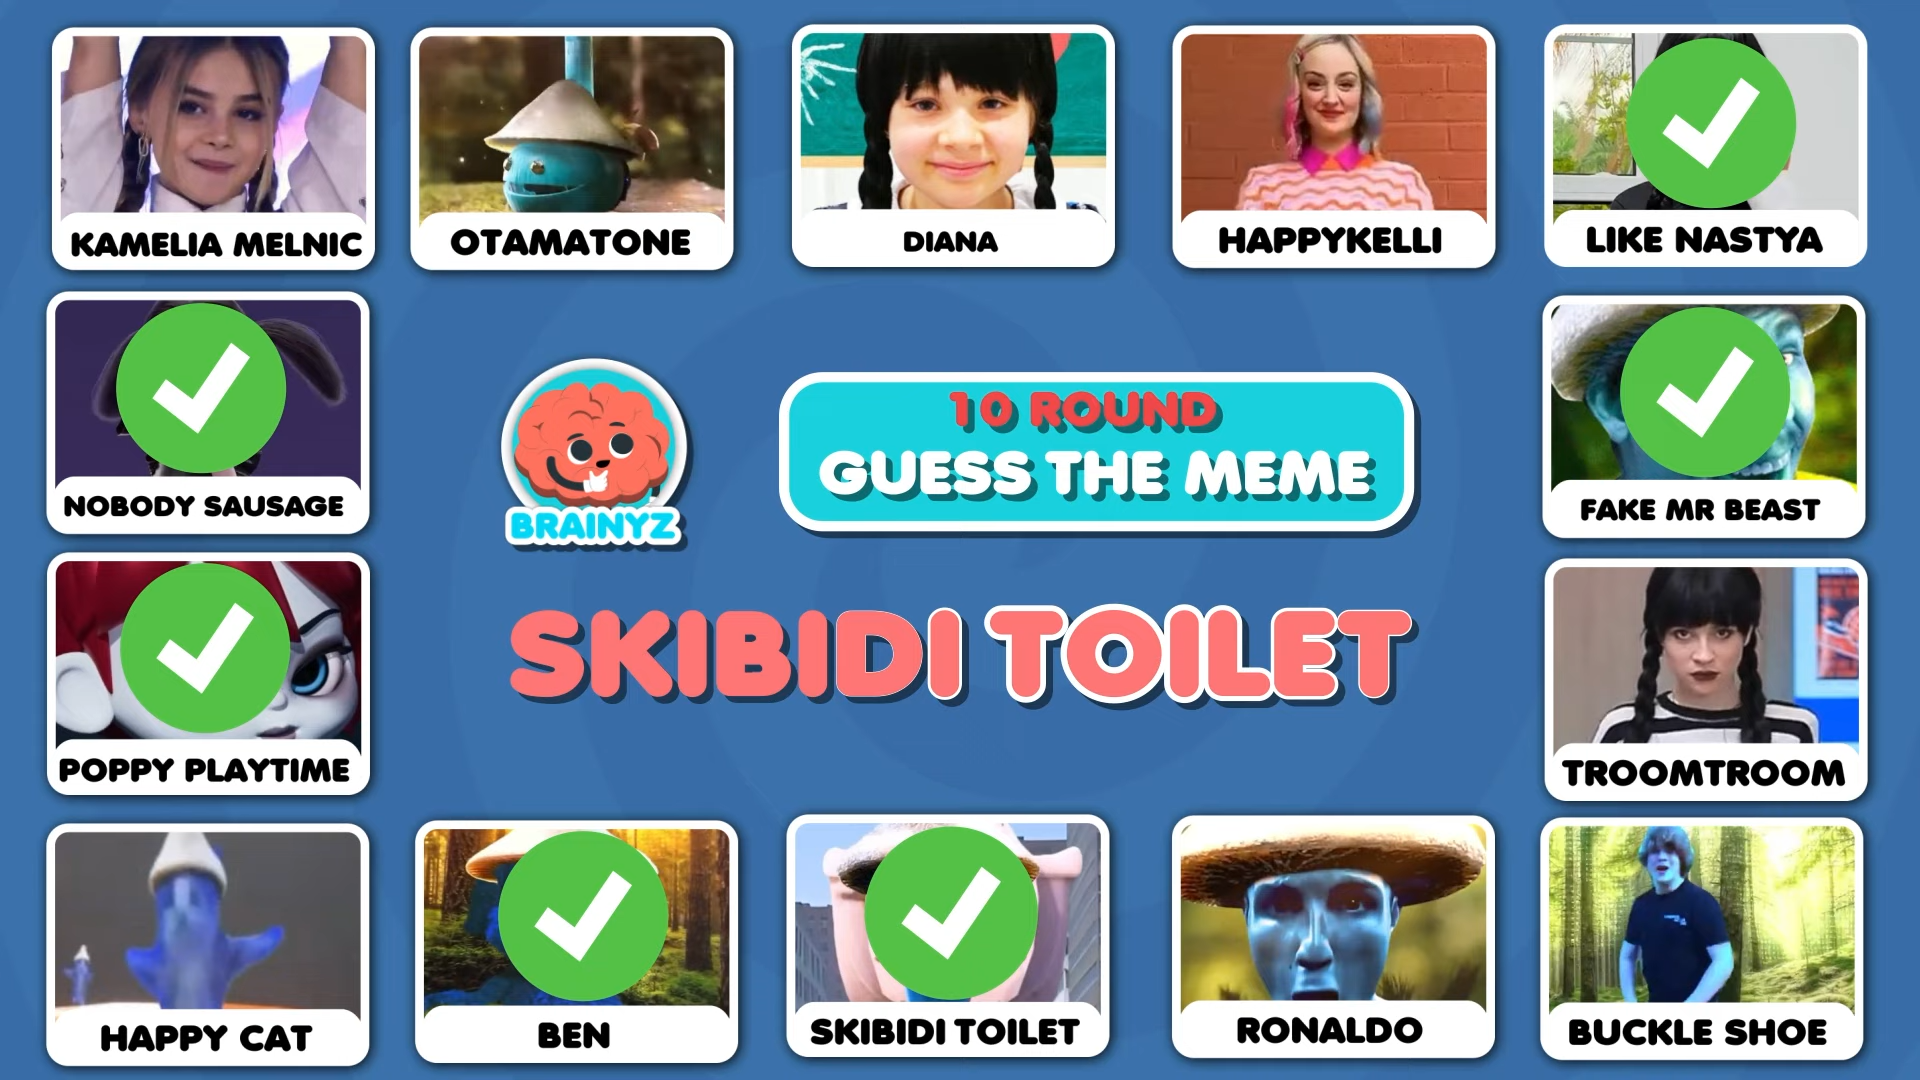 KAMELIA MELNIC
OTAMATONE
DIANA
HAPPYKELLI
LIKE NASTYA
NOBODY SAUSAGE
BRAINYZ
10 ROUND
GUESS THE MEME
FAKE MR BEAST
SKIBIDI TOILET
POPPY PLAYTIME
TROOMTROOM
HAPPY CAT
BEN
SKIBIDI TOILET
RONALDO
BUCKLE SHOE